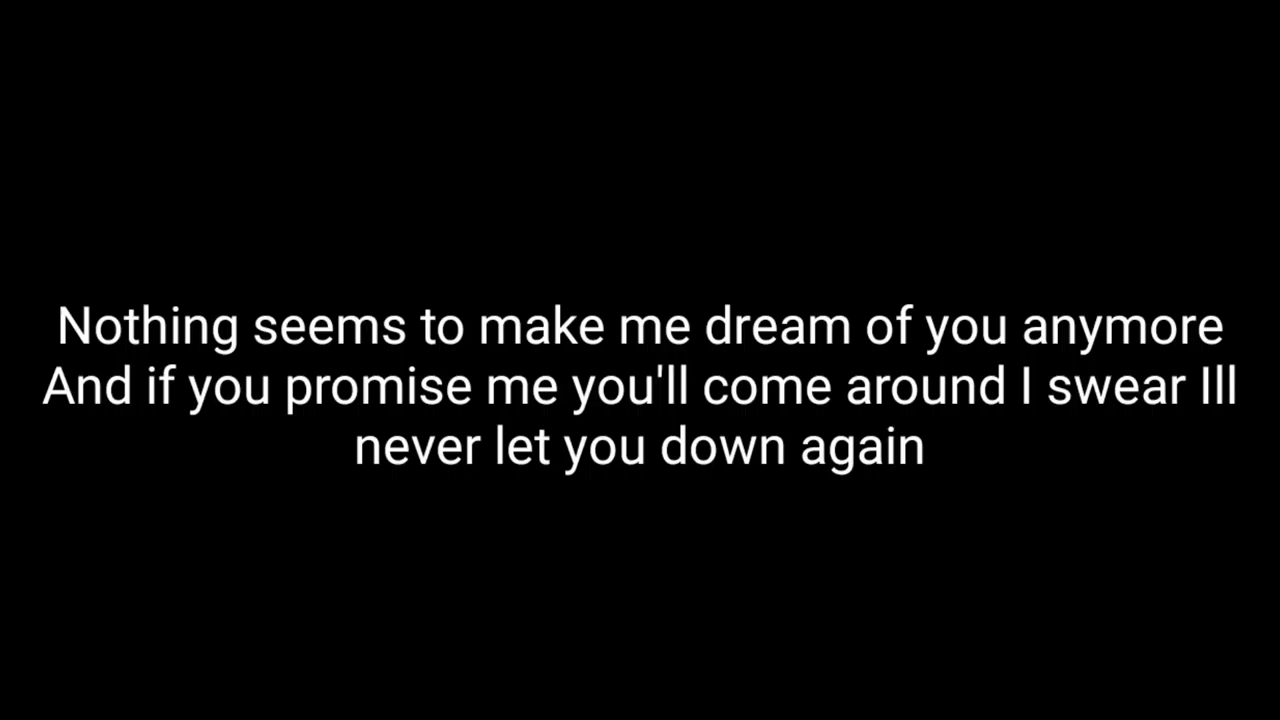 Nothing seems to make me dream of you anymore
And if you promise me you'll come around I swear Ill
never let you down again